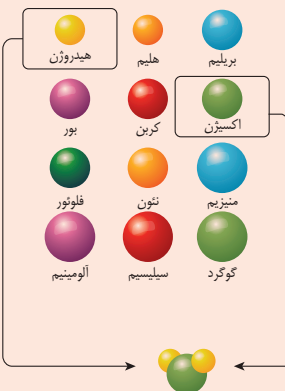 هیدروژن هلیم بریلیم
بور کربن اکسیژن
فلوئور نئون منیزیم
آلومینیم سیلیسیم گوگرد